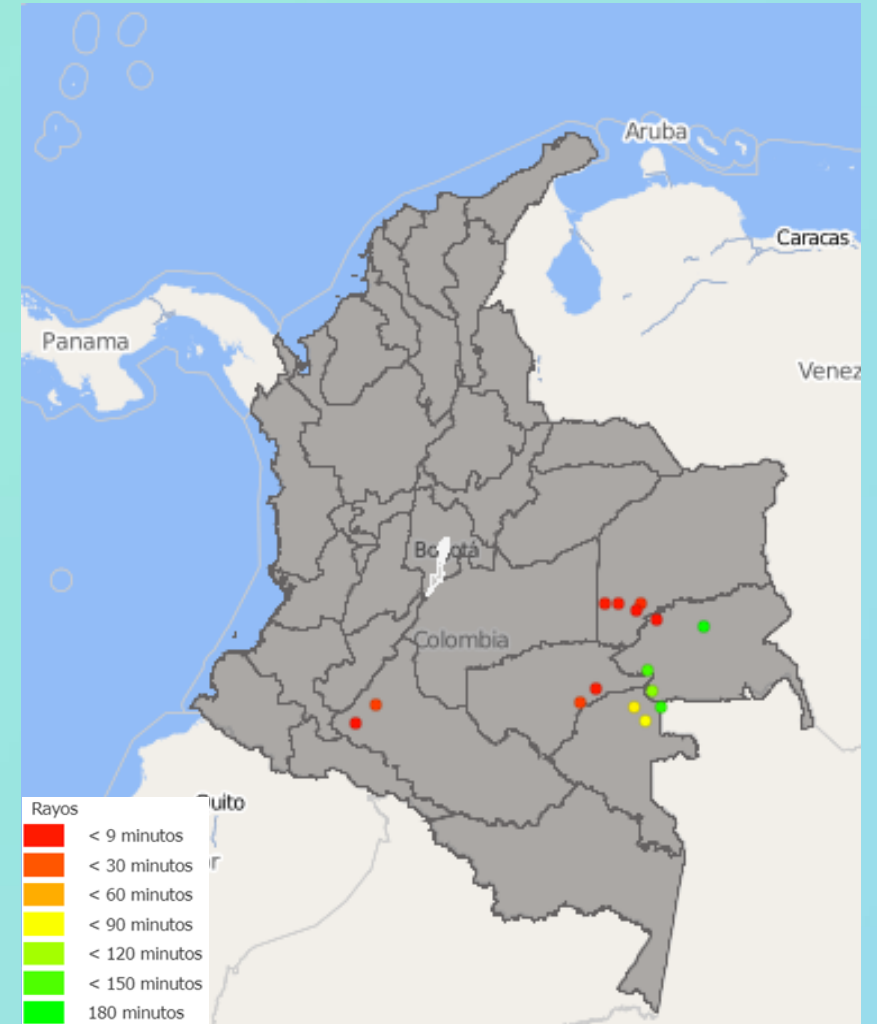 Aruba
Caracas
Panama
Venez
Bogotá
Colombia
Quito
Rayos
< 9 minutos
< 30 minutos
< 60 minutos
< 90 minutos
< 120 minutos
< 150 minutos
180 minutos